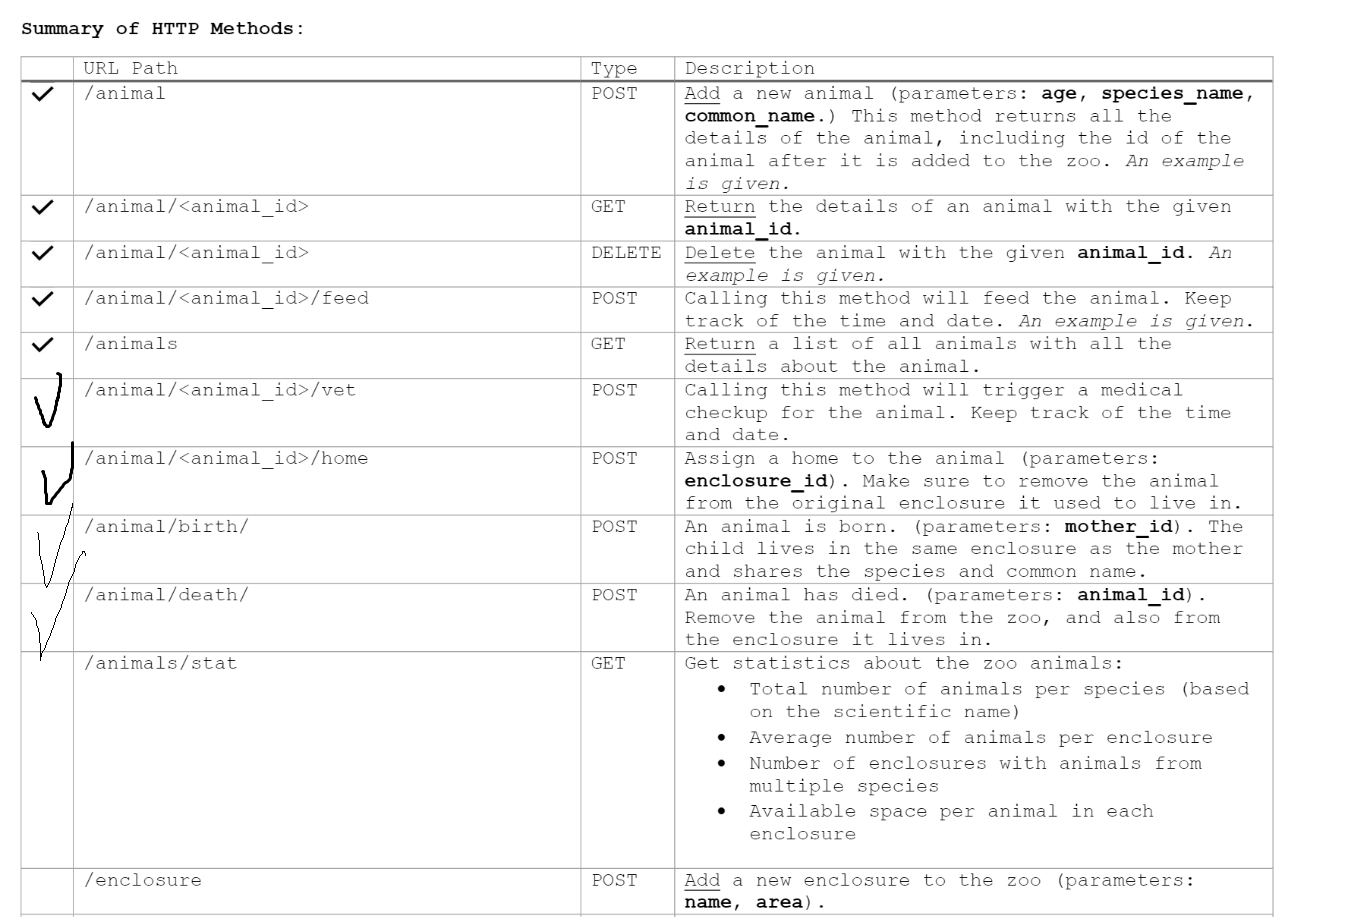 Summary of HTTP Methods:
URL Path Type Description
/animal POST Add a new animal (parameters: age, species_name,
common_name.) This method returns all the
details of the animal, including the id of the
animal after it is added to the zoo. An example
is given.
/animal/<animal_id> GET Return the details of an animal with the given
animal_id.
/animal/<animal_id> DELETE Delete the animal with the given animal_id. An
example is given.
/animal/<animal_id>/feed POST Calling this method will feed the animal. Keep
track of the time and date. An example is given.
/animals GET Return a list of all animals with all the
details about the animal.
/animal/<animal_id>/vet POST Calling this method will trigger a medical
checkup for the animal. Keep track of the time
and date.
/animal/<animal_id>/home POST Assign a home to the animal (parameters:
enclosure_id). Make sure to remove the animal
from the original enclosure it used to live in.
/animal/birth/ POST An animal is born. (parameters: mother_id). The
child lives in the same enclosure as the mother
and shares the species and common name.
/animal/death/ POST An animal has died. (parameters: animal_id).
Remove the animal from the zoo, and also from
the enclosure it lives in.
/animals/stat GET Get statistics about the zoo animals:
• Total number of animals per species (based
on the scientific name)
• Average number of animals per enclosure
• Number of enclosures with animals from
multiple species
• Available space per animal in each
enclosure
/enclosure POST Add a new enclosure to the zoo (parameters:
name, area).